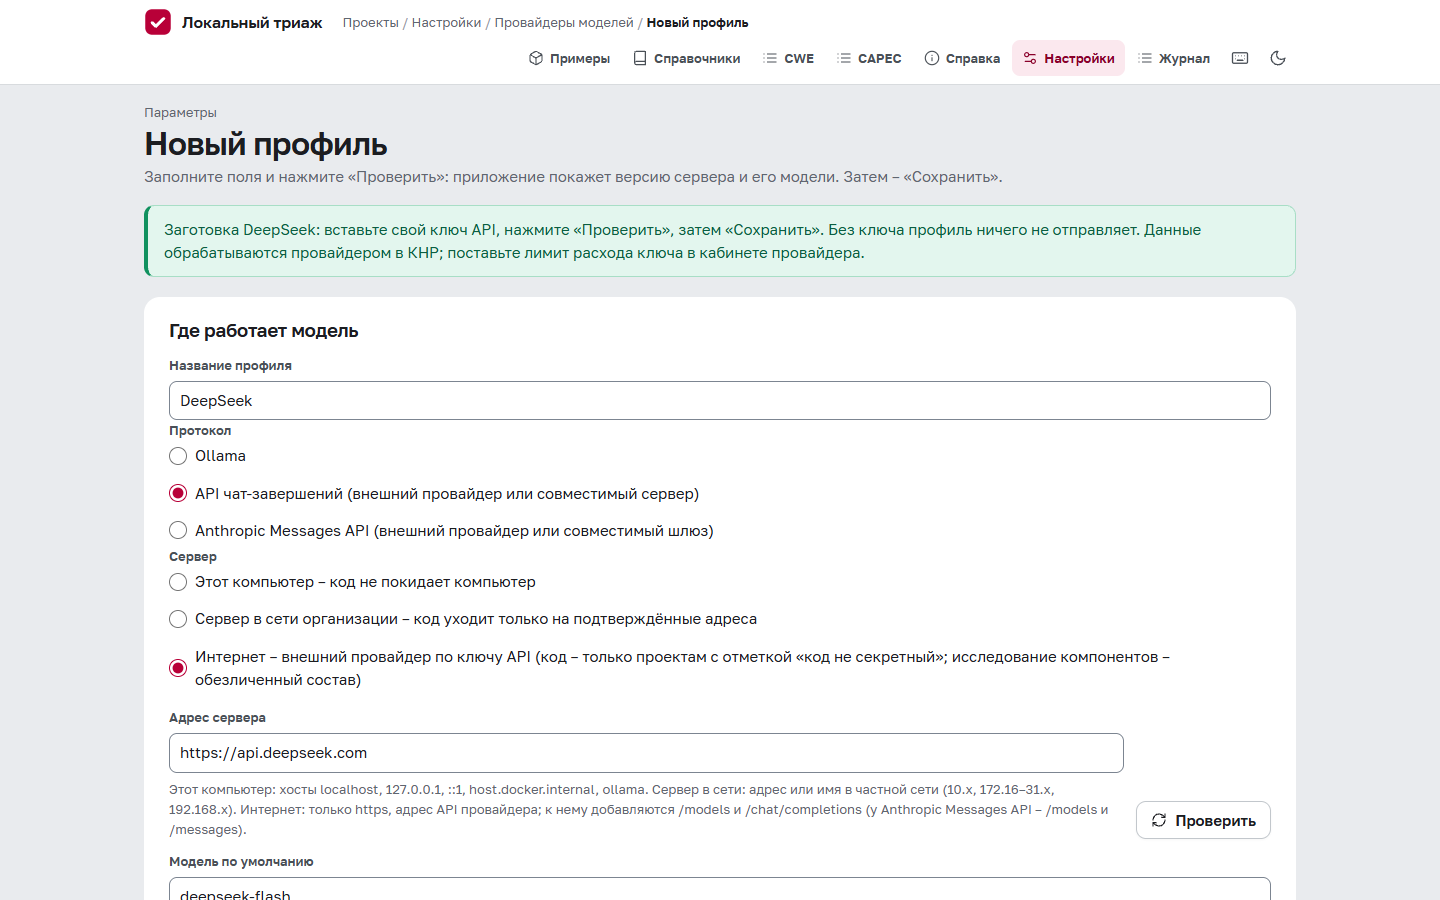 Локальный триаж
Проекты / Настройки / Провайдеры моделей / Новый профиль
Примеры
Справочники
CWE
CAPEC
Справка
Настройки
Журнал
Параметры
Новый профиль
Заполните поля и нажмите «Проверить»: приложение покажет версию сервера и его модели. Затем – «Сохранить».
Заготовка DeepSeek: вставьте свой ключ API, нажмите «Проверить», затем «Сохранить». Без ключа профиль ничего не отправляет. Данные
обрабатываются провайдером в КНР; поставьте лимит расхода ключа в кабинете провайдера.
Где работает модель
Название профиля
DeepSeek
Протокол
Ollama
API чат-завершений (внешний провайдер или совместимый сервер)
Anthropic Messages API (внешний провайдер или совместимый шлюз)
Сервер
Этот компьютер – код не покидает компьютер
Сервер в сети организации – код уходит только на подтверждённые адреса
Интернет – внешний провайдер по ключу API (код – только проектам с отметкой «код не секретный»; исследование компонентов –
обезличенный состав)
Адрес сервера
https://api.deepseek.com
Этот компьютер: хосты localhost, 127.0.0.1, ::1, host.docker.internal, ollama. Сервер в сети: адрес или имя в частной сети (10.x, 172.16–31.x,
192.168.x). Интернет: только https, адрес API провайдера; к нему добавляются /models и /chat/completions (у Anthropic Messages API – /models и
/messages).
Проверить
Модель по умолчанию
deepseek-flash